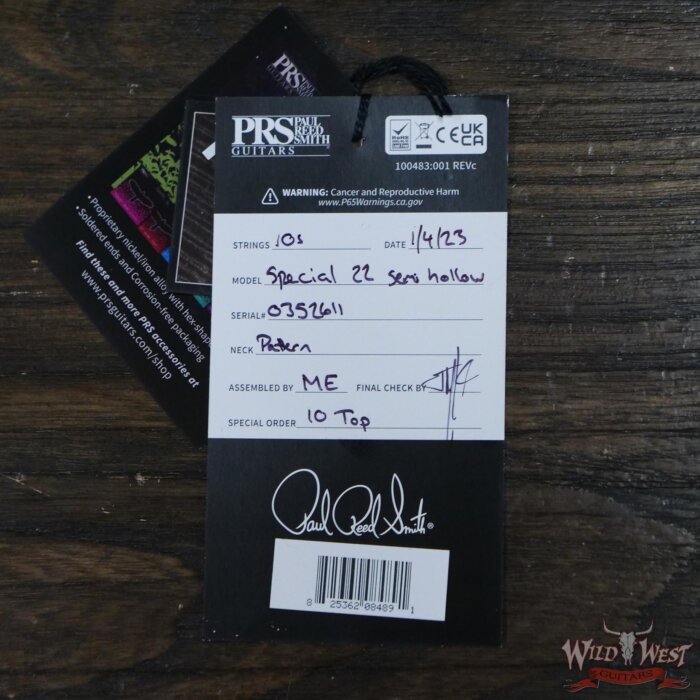 PRS PAUL REED SMITH
GUITARS
RoHS
CE UK CA
100483:001 REVc
WARNING: Cancer and Reproductive Harm
www.P65Warnings.ca.gov
STRINGS 10s DATE 1/4/23
MODEL Special 22 semi hollow
SERIAL# 0352611
NECK Pattern
ASSEMBLED BY ME FINAL CHECK BY
SPECIAL ORDER 10 Top
Paul Reed Smith®
8 25362 08489 1
PRS
GUITARS
• Proprietary nickel/iron alloy with hex-shap
• Soldered ends and Corrosion-free packaging
Find these and more PRS accessories at
www.prsguitars.com/shop
WILD WEST
GUITARS